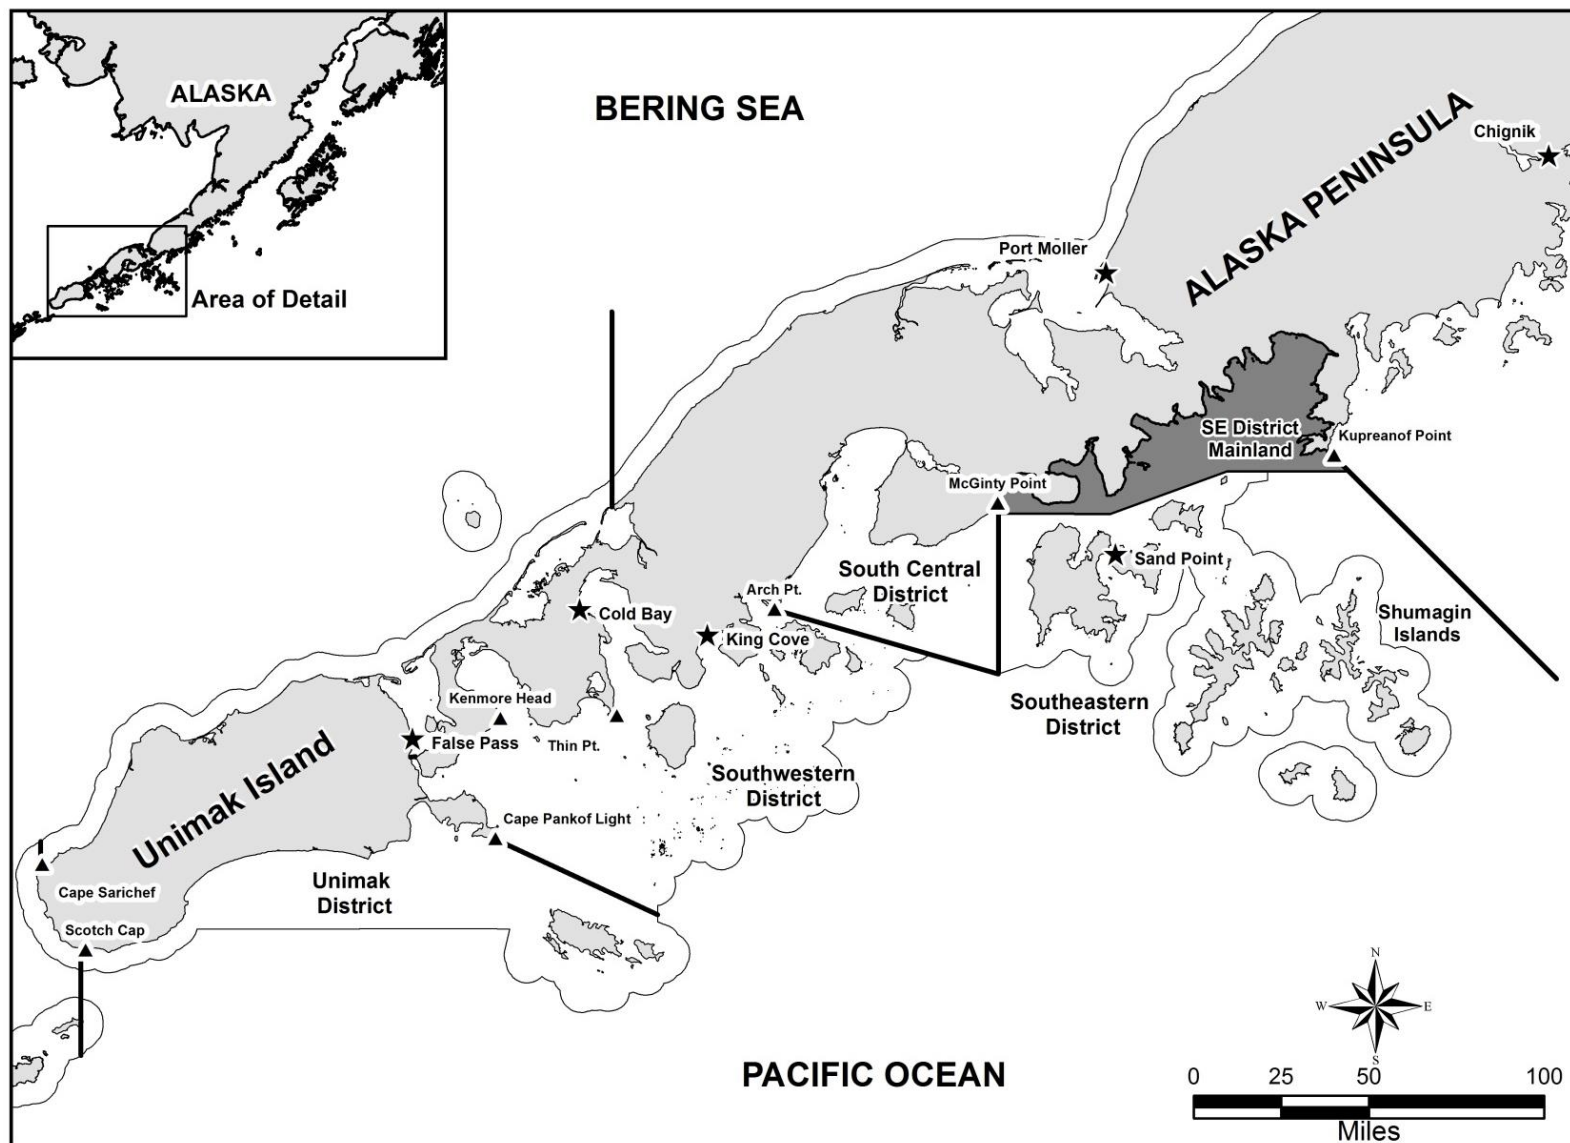 ALASKA
Area of Detail
BERING SEA
ALASKA PENINSULA
Chignik
Port Moller
SE District
Mainland
Kupreanof Point
McGinty Point
Sand Point
South Central
District
Arch Pt.
Shumagin
Islands
Cold Bay
King Cove
Kenmore Head
False Pass
Thin Pt.
Southeastern
District
Southwestern
District
Unimak Island
Cape Pankof Light
Cape Sarichef
Unimak
District
Scotch Cap
PACIFIC OCEAN
N
W
E
S
0 25 50 100
Miles